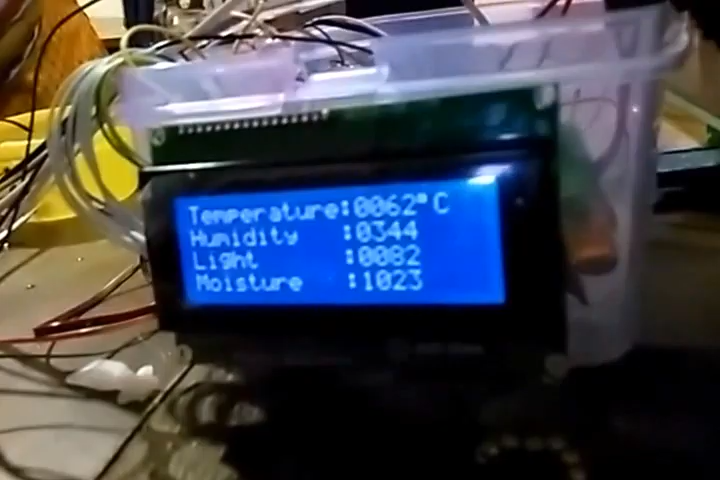 Temperature:0062°C
Humidity :0344
Light :0082
Moisture :1023